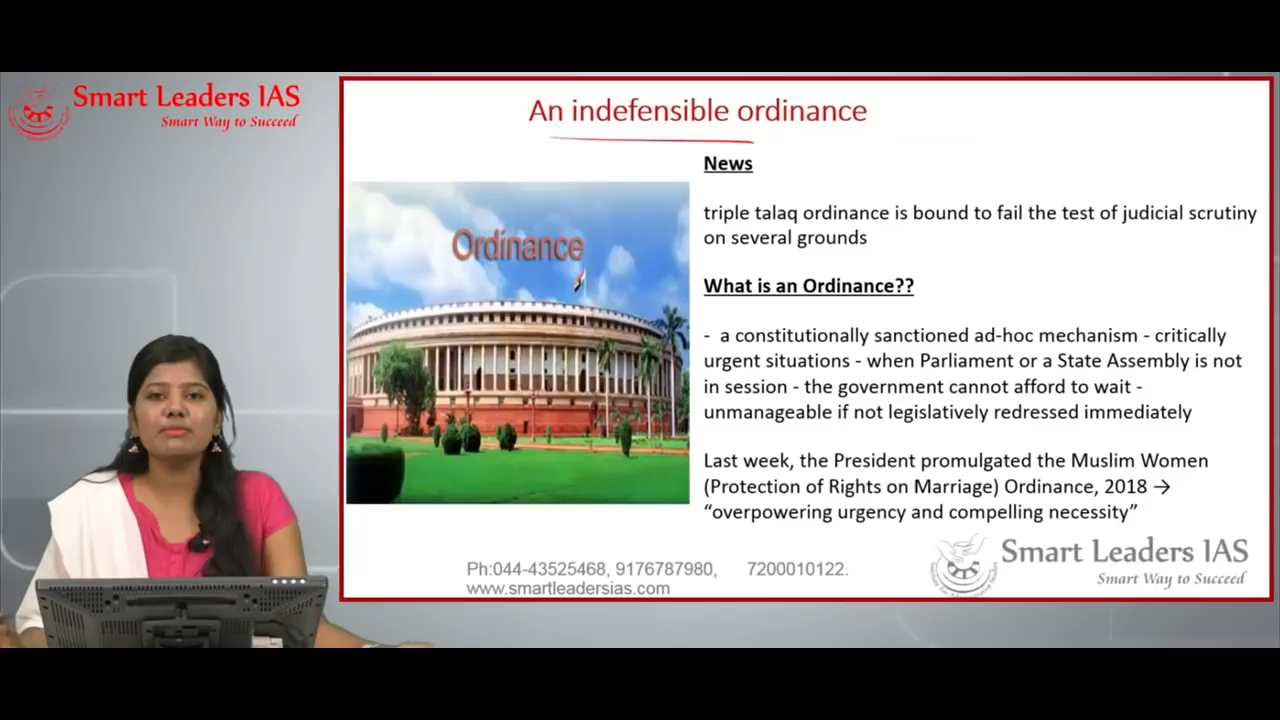 Smart Leaders IAS
Smart Way to Succeed
An indefensible ordinance
Ordinance
News
triple talaq ordinance is bound to fail the test of judicial scrutiny
on several grounds
What is an Ordinance??
- a constitutionally sanctioned ad-hoc mechanism - critically
urgent situations - when Parliament or a State Assembly is not
in session - the government cannot afford to wait -
unmanageable if not legislatively redressed immediately
Last week, the President promulgated the Muslim Women
(Protection of Rights on Marriage) Ordinance, 2018 →
“overpowering urgency and compelling necessity”
Smart Leaders IAS
Smart Way to Succeed
Ph:044-43525468, 9176787980, 7200010122.
www.smartleadersias.com